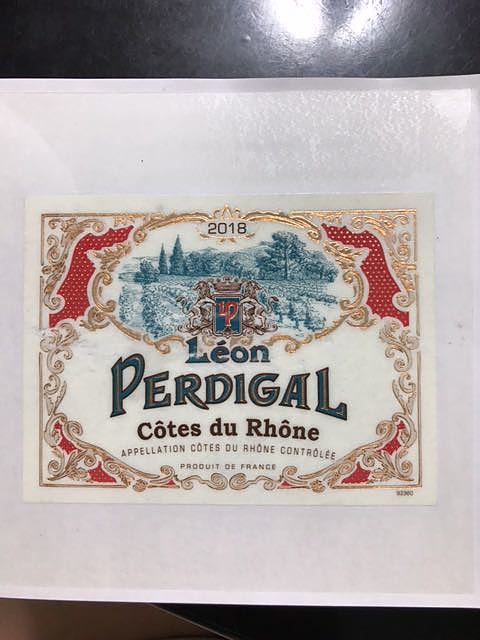 2018
LP
Léon
PERDIGAL
Côtes du Rhône
APPELLATION CÔTES DU RHÔNE CONTRÔLÉE
PRODUIT DE FRANCE
92360